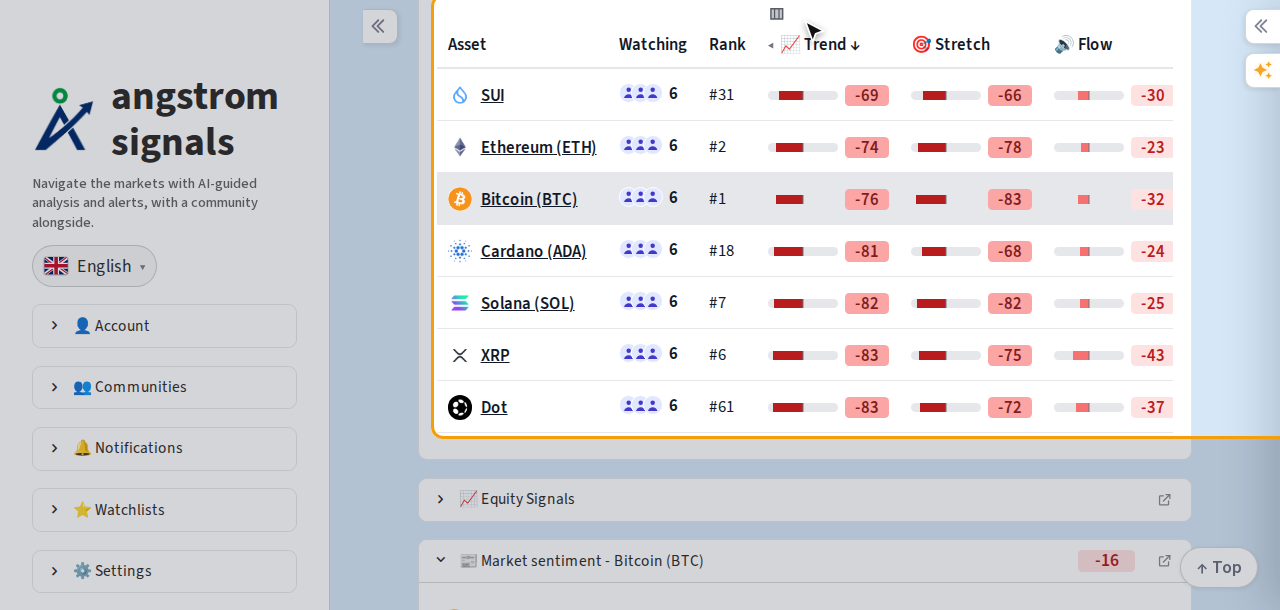 angstrom
signals
Navigate the markets with AI-guided
analysis and alerts, with a community
alongside.
English
Account
Communities
Notifications
Watchlists
Settings
Asset Watching Rank Trend ↓ Stretch Flow
SUI 6 #31 -69 -66 -30
Ethereum (ETH) 6 #2 -74 -78 -23
Bitcoin (BTC) 6 #1 -76 -83 -32
Cardano (ADA) 6 #18 -81 -68 -24
Solana (SOL) 6 #7 -82 -82 -25
XRP 6 #6 -83 -75 -43
Dot 6 #61 -83 -72 -37
Equity Signals
Market sentiment - Bitcoin (BTC) -16
↑ Top